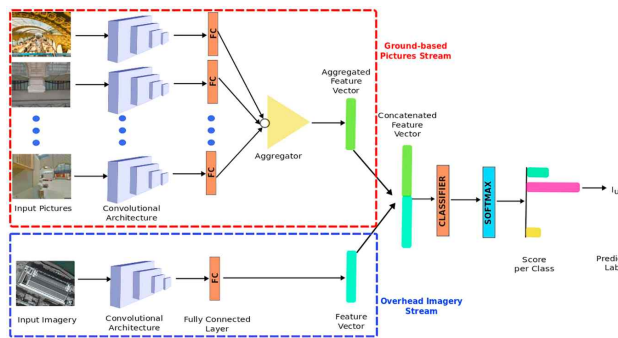 FC
Ground-based
Pictures Stream
FC
Aggregated
Feature
Vector
Concatenated
Feature
Vector
Aggregator
FC
CLASSIFIER
SOFTMAX
Input Pictures
Convolutional
Architecture
Score
per Class
FC
Overhead Imagery
Stream
Input Imagery
Convolutional
Architecture
Fully Connected
Layer
Feature
Vector